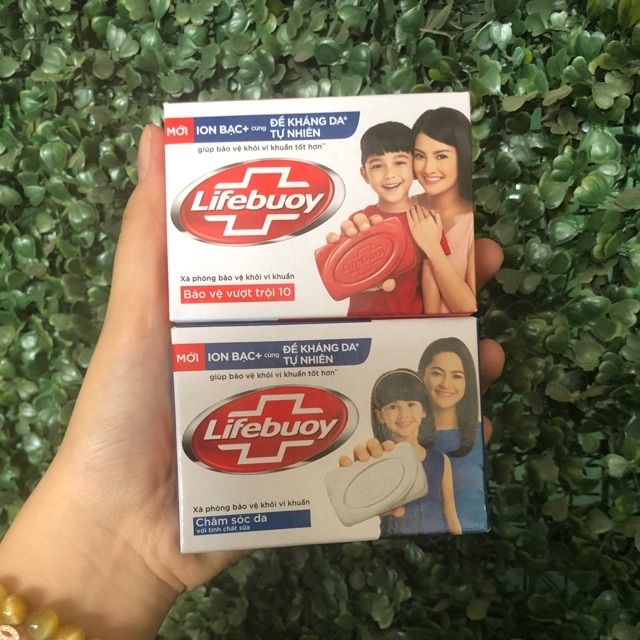 MỚI ION BẠC+ cùng ĐỀ KHÁNG DA*
TỰ NHIÊN
giúp bảo vệ khỏi vi khuẩn tốt hơn**
Lifebuoy
Lifebuoy
Xà phòng bảo vệ khỏi vi khuẩn
Bảo vệ vượt trội 10
MỚI ION BẠC+ cùng ĐỀ KHÁNG DA*
TỰ NHIÊN
giúp bảo vệ khỏi vi khuẩn tốt hơn**
Lifebuoy
Xà phòng bảo vệ khỏi vi khuẩn
Chăm sóc da
với tinh chất sữa